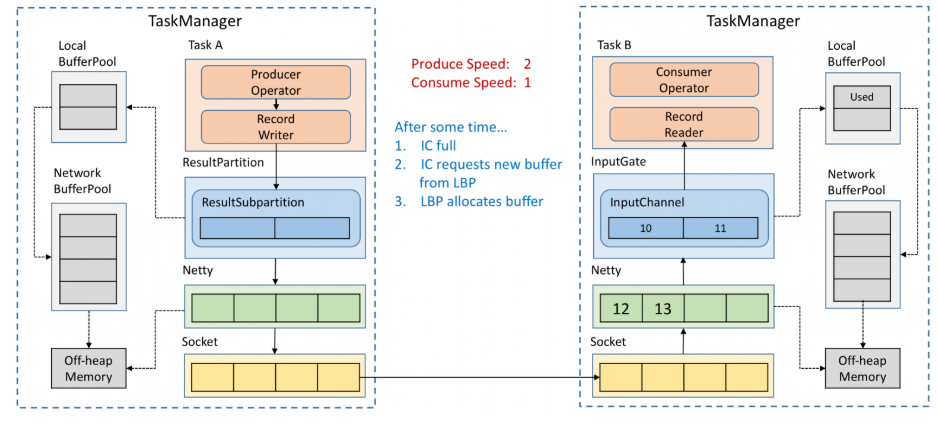 TaskManager
Local
BufferPool
Task A
Producer
Operator
Record
Writer
ResultPartition
Network
BufferPool
ResultSubpartition
Netty
Off-heap
Memory
Socket
Produce Speed: 2
Consume Speed: 1
After some time…
1. IC full
2. IC requests new buffer
from LBP
3. LBP allocates buffer
TaskManager
Task B
Local
BufferPool
Consumer
Operator
Used
Record
Reader
InputGate
Network
BufferPool
InputChannel
10 11
Netty
12 13
Socket
Off-heap
Memory